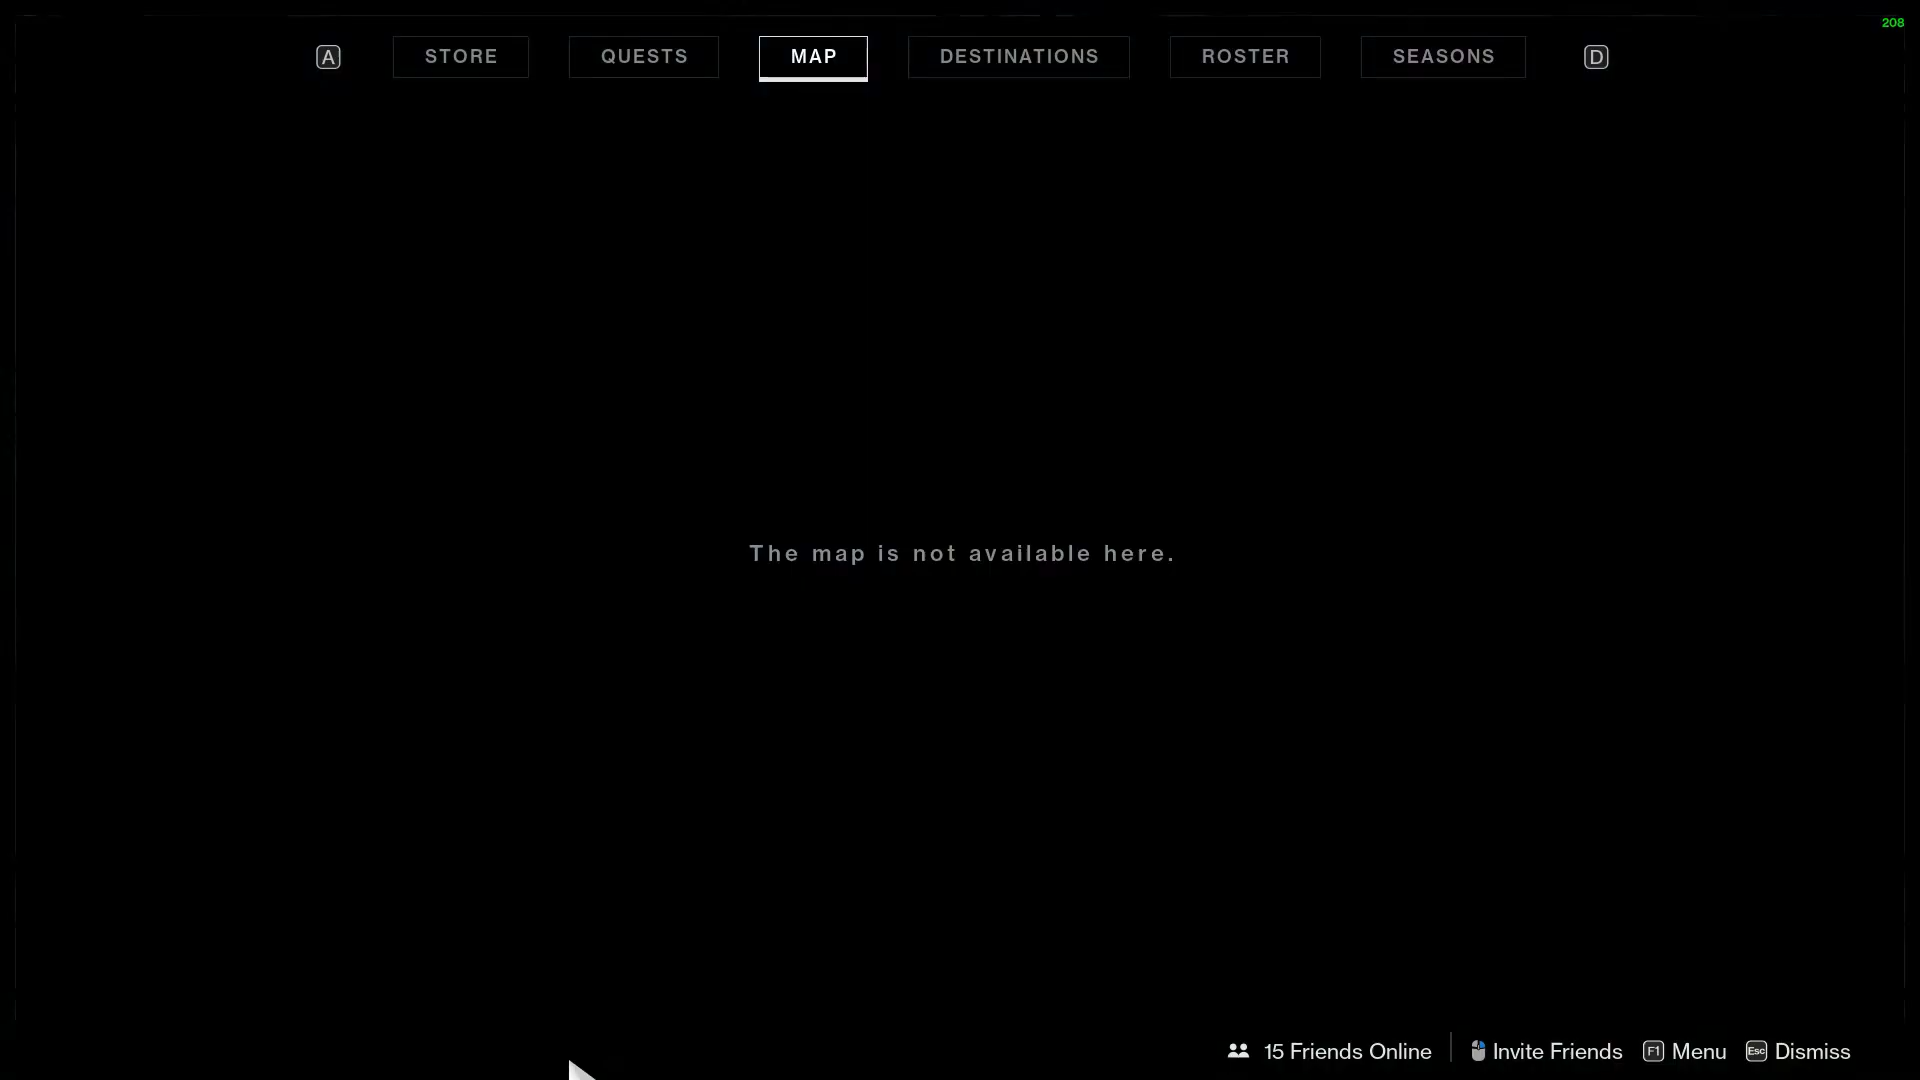 208
A STORE QUESTS MAP DESTINATIONS ROSTER SEASONS D
The map is not available here.
15 Friends Online Invite Friends F1 Menu Esc Dismiss